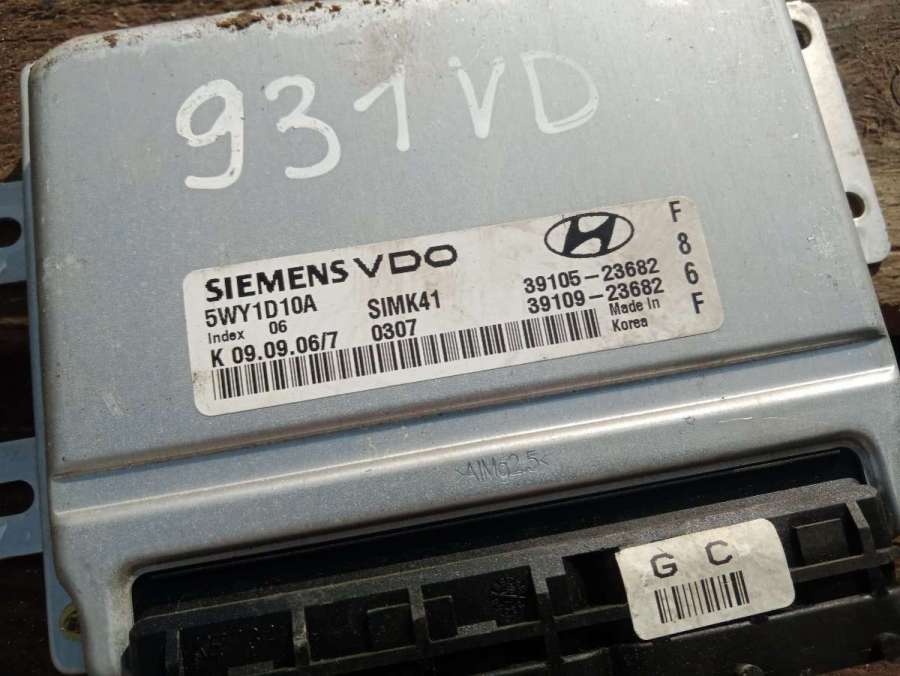 931VD
SIEMENS VDO
5WY1D10A SIMK41 39105-23682
Index 06 39109-23682
K 09.09.06/7 0307 Made In
Korea
F
8
6
F
>AlMg2.5<
G C